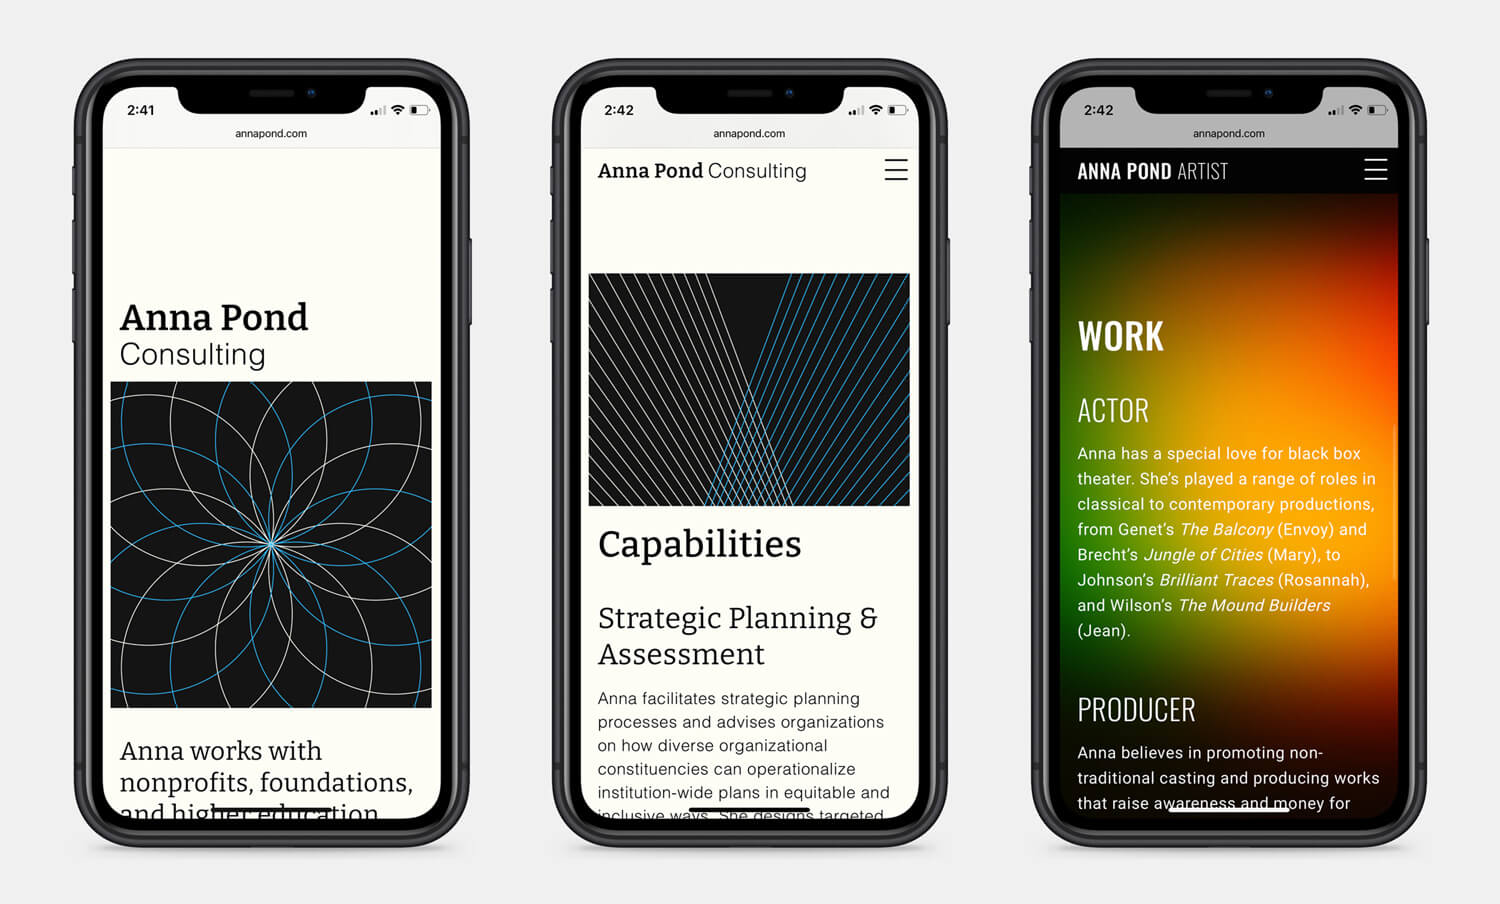 2:41
annapond.com
Anna Pond
Consulting
Anna works with
nonprofits, foundations,
and higher education
2:42
annapond.com
Anna Pond Consulting
Capabilities
Strategic Planning &
Assessment
Anna facilitates strategic planning
processes and advises organizations
on how diverse organizational
constituencies can operationalize
institution-wide plans in equitable and
inclusive ways. She designs targeted
2:42
annapond.com
ANNA POND ARTIST
WORK
ACTOR
Anna has a special love for black box
theater. She’s played a range of roles in
classical to contemporary productions,
from Genet’s The Balcony (Envoy) and
Brecht’s Jungle of Cities (Mary), to
Johnson’s Brilliant Traces (Rosannah),
and Wilson’s The Mound Builders
(Jean).
PRODUCER
Anna believes in promoting non-
traditional casting and producing works
that raise awareness and money for